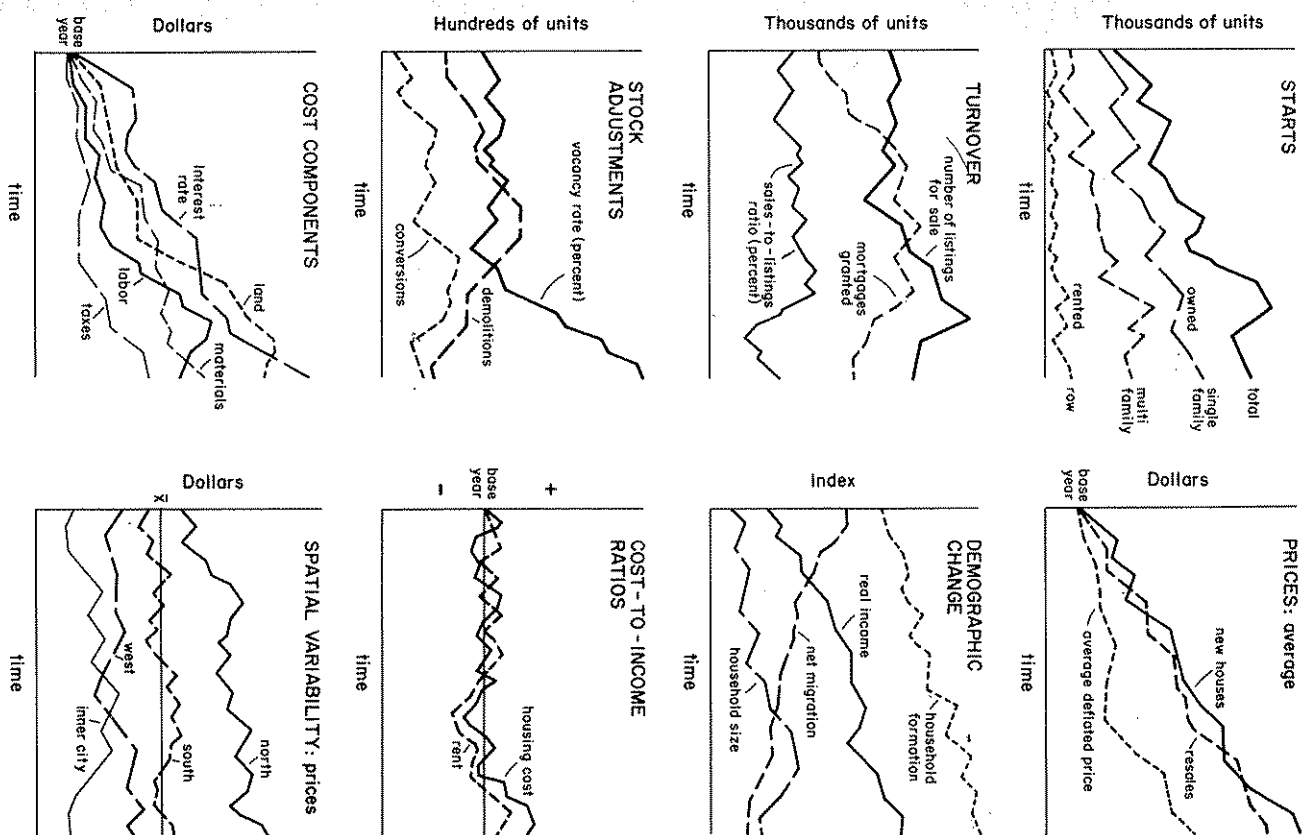 STARTS
Thousands of units
total
single
family
owned
multi
family
rented
row
time
PRICES: average
Dollars
base
year
new houses
resales
average deflated price
time
TURNOVER
Thousands of units
number of listings
for sale
mortgages
granted
sales-to-listings
ratio (percent)
time
DEMOGRAPHIC
CHANGE
Index
household
formation
real income
net migration
household size
time
STOCK
ADJUSTMENTS
Hundreds of units
vacancy rate (percent)
demolitions
conversions
time
COST-TO-INCOME
RATIOS
+
base
year
-
housing cost
rent
time
COST COMPONENTS
Dollars
base
year
Interest
rate
land
materials
labor
taxes
time
SPATIAL VARIABILITY: prices
Dollars
x̄
north
south
west
inner city
time